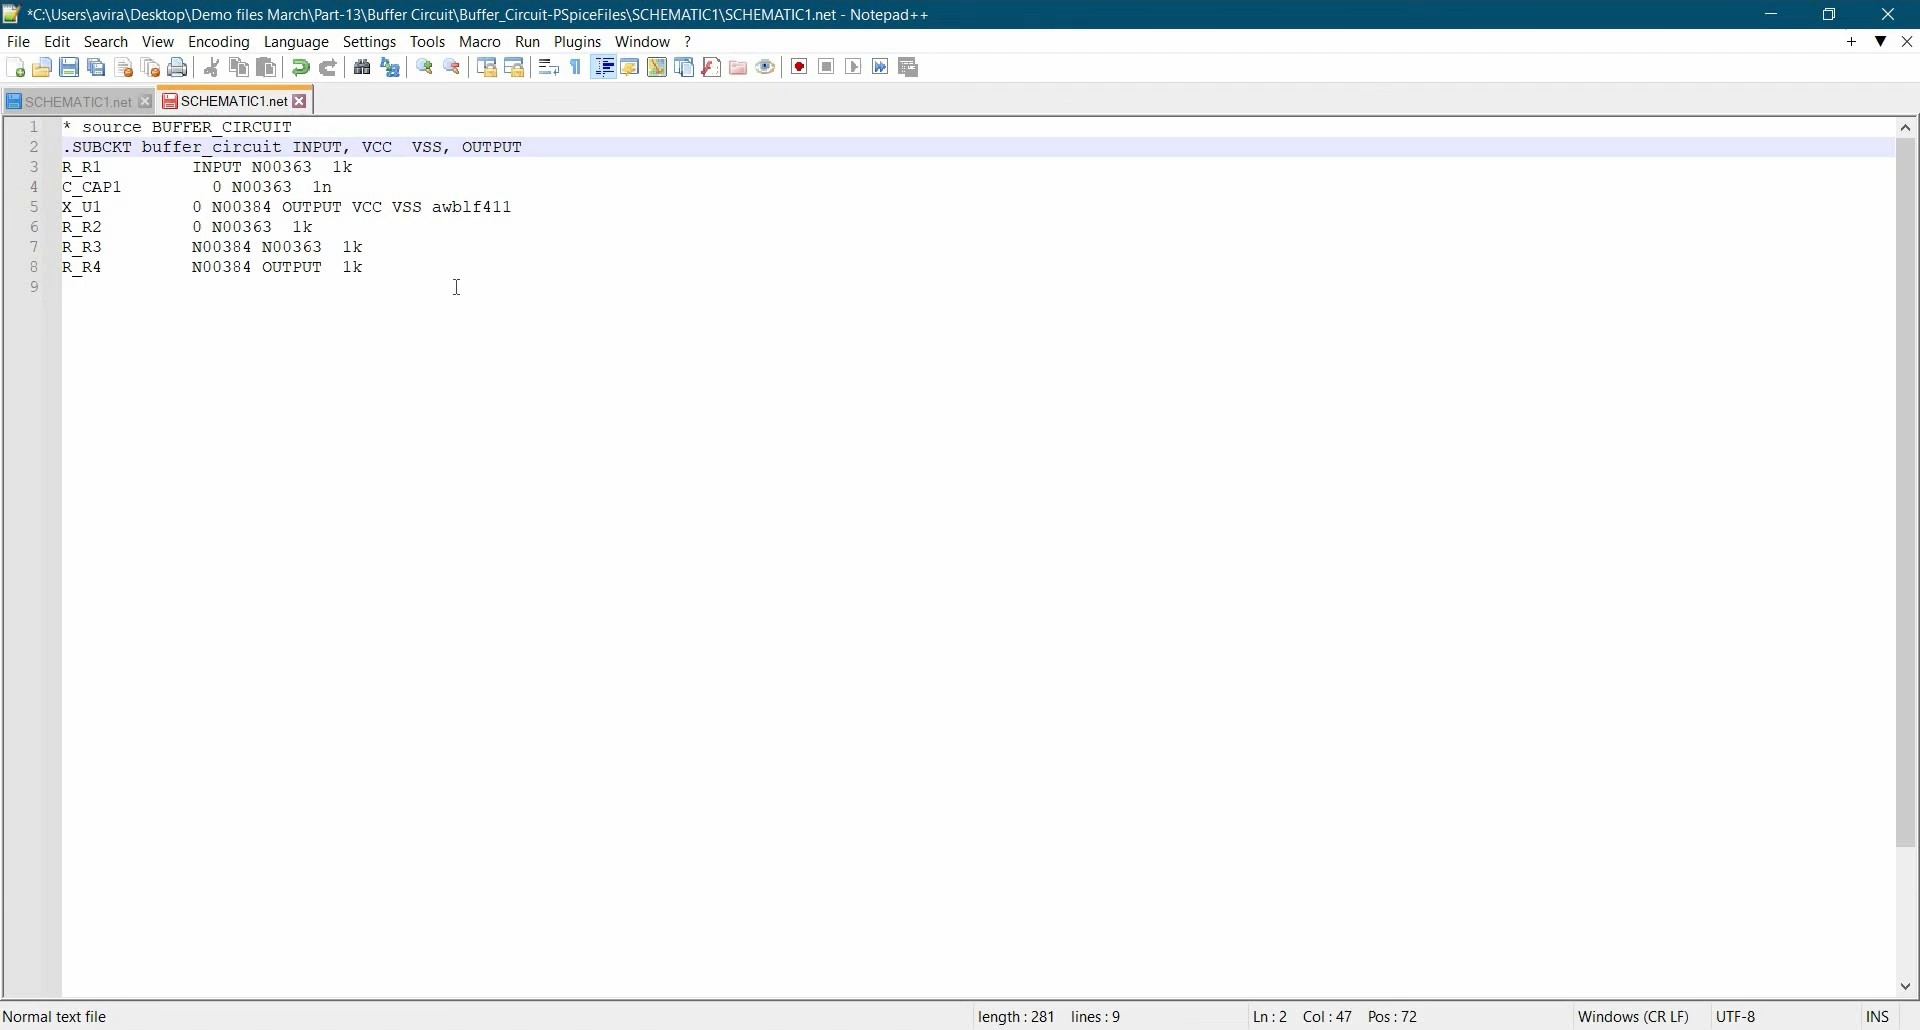 *C:\Users\avira\Desktop\Demo files March\Part-13\Buffer Circuit\Buffer_Circuit-PSpiceFiles\SCHEMATIC1\SCHEMATIC1.net - Notepad++
File Edit Search View Encoding Language Settings Tools Macro Run Plugins Window ?
SCHEMATIC1.net SCHEMATIC1.net
1 * source BUFFER_CIRCUIT
2 .SUBCKT buffer_circuit INPUT, VCC  VSS, OUTPUT
3 R_R1         INPUT N00363  1k
4 C_CAP1         0 N00363  1n
5 X_U1         0 N00384 OUTPUT VCC VSS awblf411
6 R_R2         0 N00363  1k
7 R_R3         N00384 N00363  1k
8 R_R4         N00384 OUTPUT  1k
9
Normal text file length : 281 lines : 9 Ln : 2 Col : 47 Pos : 72 Windows (CR LF) UTF-8 INS